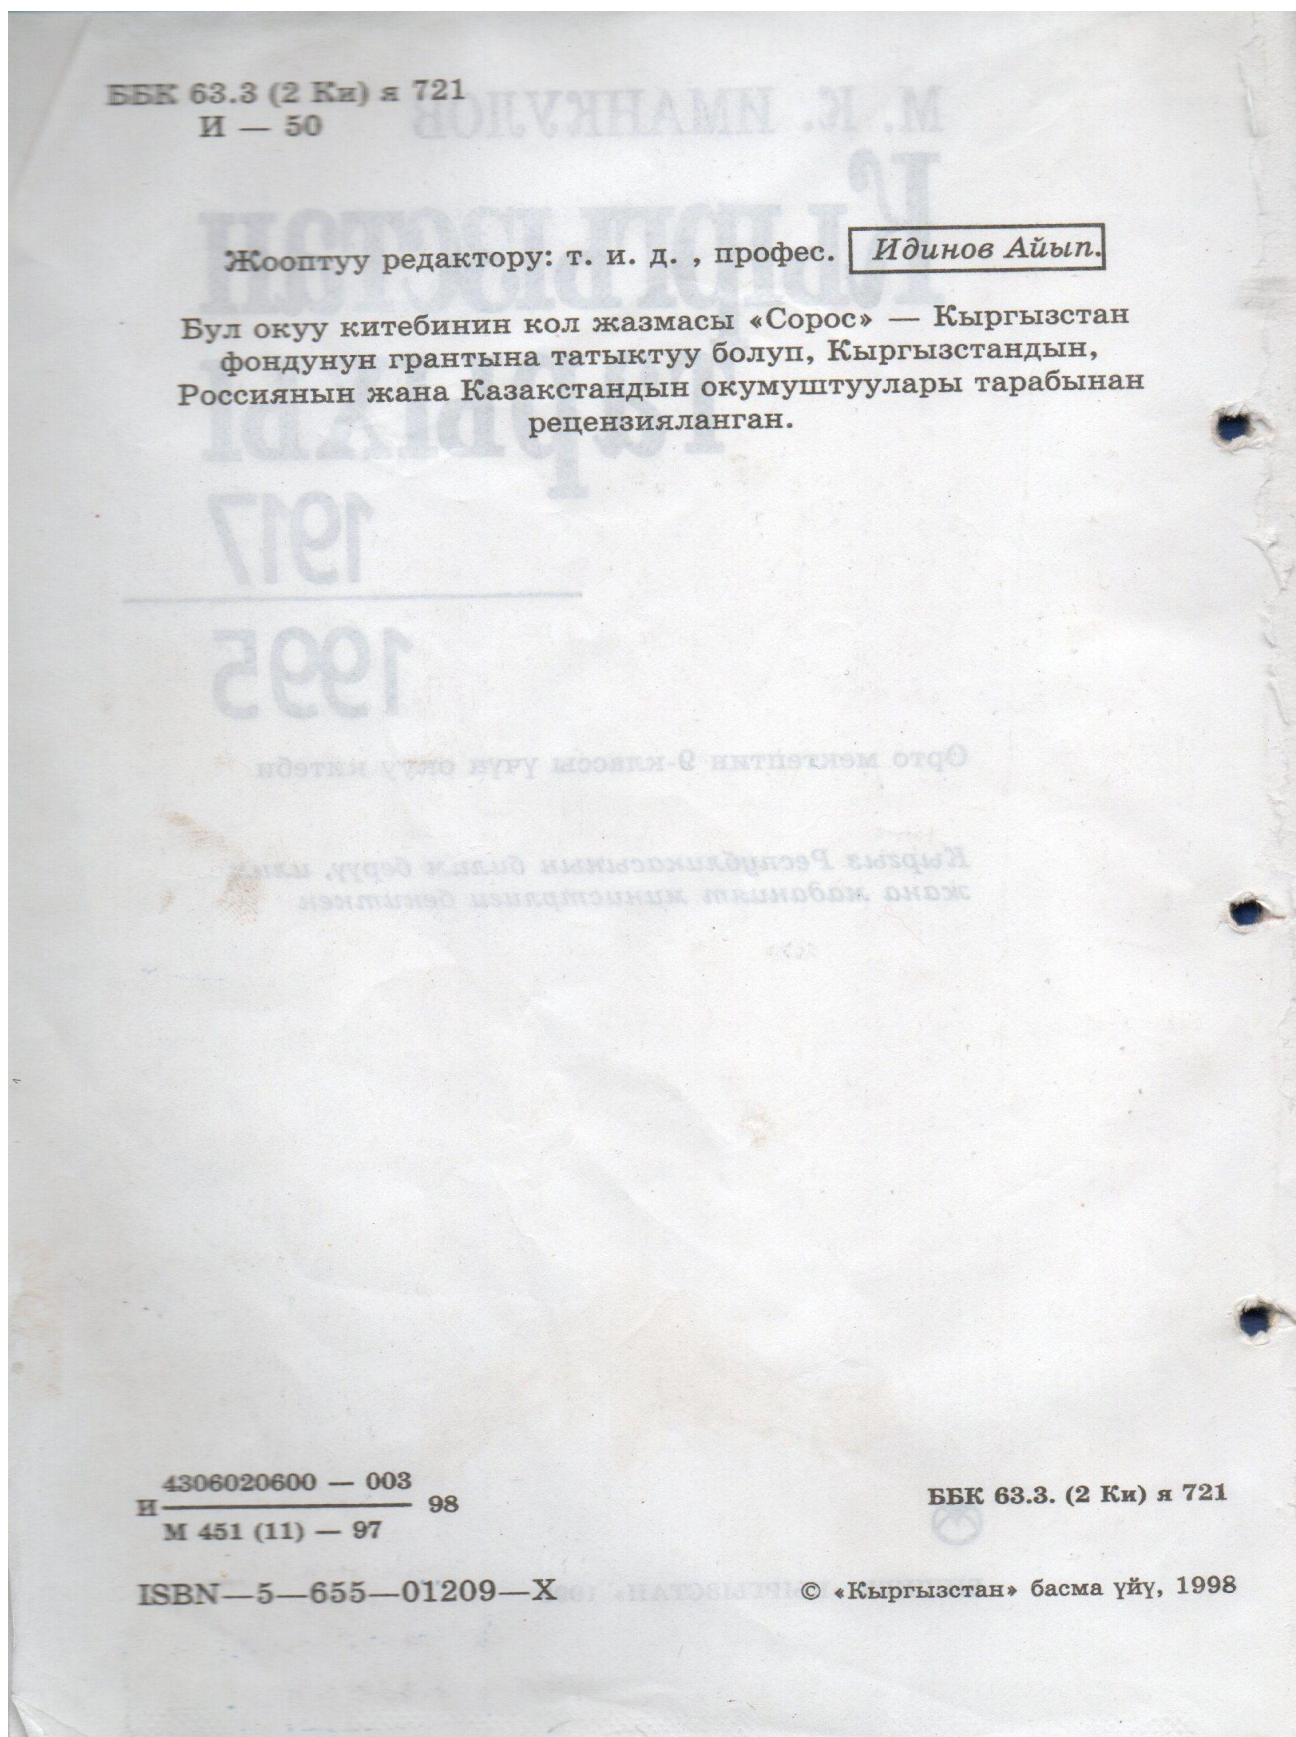 ББК 63.3 (2 Ки) я 721
И — 50
Жооптуу редактору: т. и. д. , профес. Идинов Айып.
Бул окуу китебинин кол жазмасы «Сорос» — Кыргызстан
фондунун грантына татыктуу болуп, Кыргызстандын,
Россиянын жана Казакстандын окумуштуулары тарабынан
рецензияланган.
4306020600 — 003
И 98
М 451 (11) — 97
ББК 63.3. (2 Ки) я 721
ISBN—5—655—01209—X
© «Кыргызстан» басма үйү, 1998